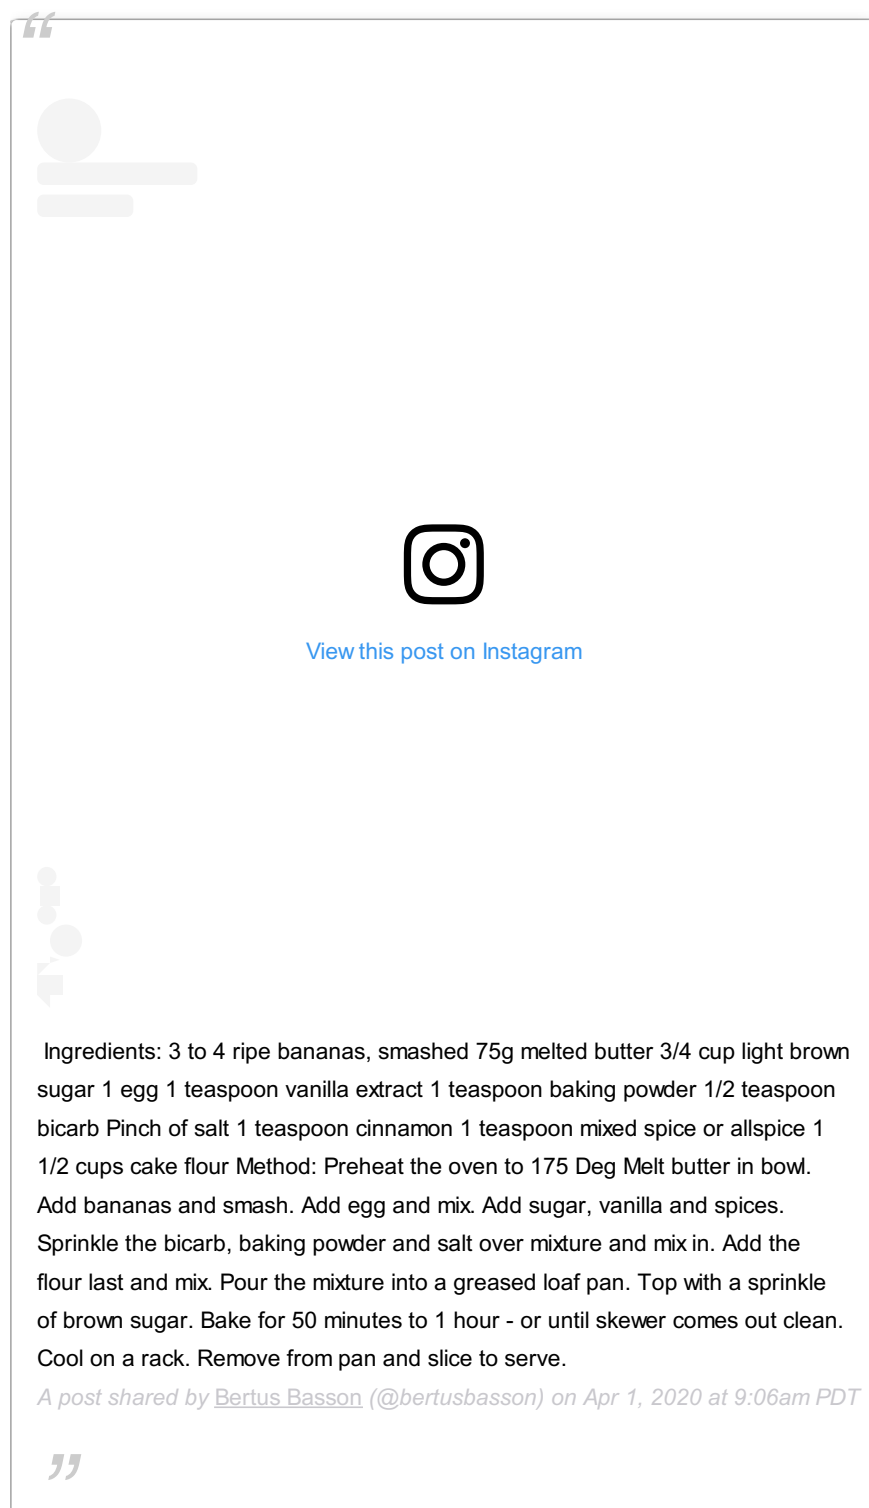 “
View this post on Instagram
Ingredients: 3 to 4 ripe bananas, smashed 75g melted butter 3/4 cup light brown
sugar 1 egg 1 teaspoon vanilla extract 1 teaspoon baking powder 1/2 teaspoon
bicarb Pinch of salt 1 teaspoon cinnamon 1 teaspoon mixed spice or allspice 1
1/2 cups cake flour Method: Preheat the oven to 175 Deg Melt butter in bowl.
Add bananas and smash. Add egg and mix. Add sugar, vanilla and spices.
Sprinkle the bicarb, baking powder and salt over mixture and mix in. Add the
flour last and mix. Pour the mixture into a greased loaf pan. Top with a sprinkle
of brown sugar. Bake for 50 minutes to 1 hour - or until skewer comes out clean.
Cool on a rack. Remove from pan and slice to serve.
A post shared by Bertus Basson (@bertusbasson) on Apr 1, 2020 at 9:06am PDT
”